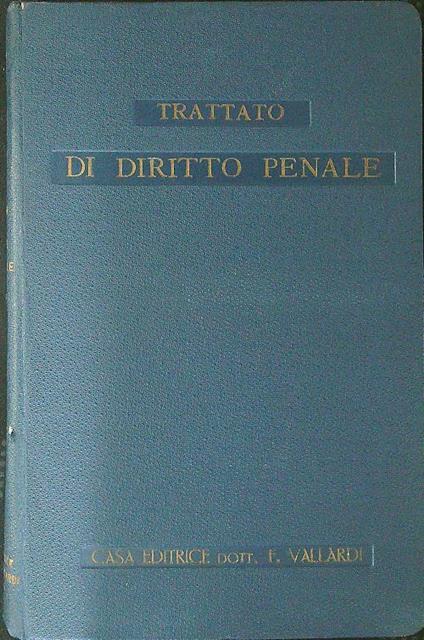 TRATTATO
DI DIRITTO PENALE
CASA EDITRICE DOTT. F. VALLARDI